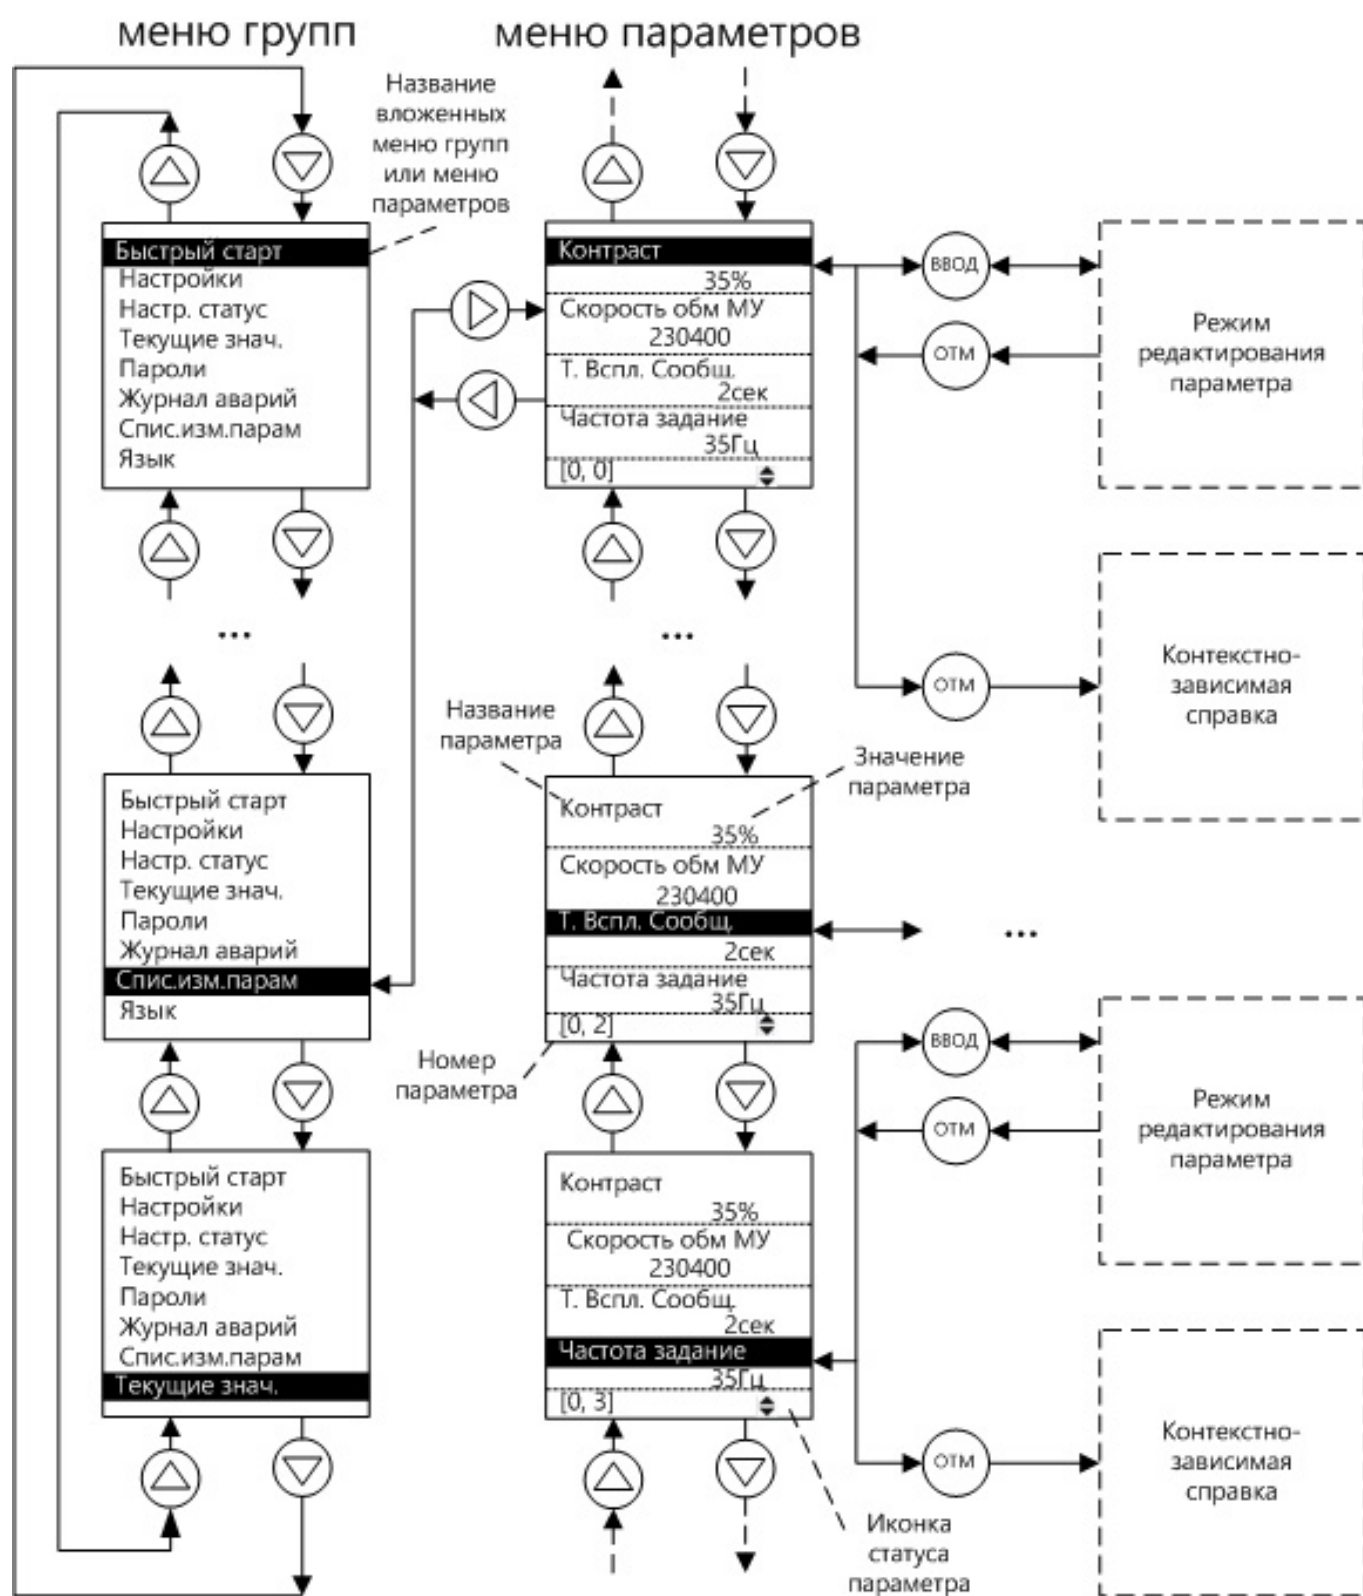 меню групп
меню параметров
Название
вложенных
меню групп
или меню
параметров
Быстрый старт
Настройки
Настр. статус
Текущие знач.
Пароли
Журнал аварий
Спис.изм.парам
Язык
Контраст
35%
Скорость обм МУ
230400
Т. Вспл. Сообщ.
2сек
Частота задание
35Гц
[0, 0]
ВВОД
ОТМ
Режим
редактирования
параметра
...
...
ОТМ
Контекстно-
зависимая
справка
Название
параметра
Значение
параметра
Быстрый старт
Настройки
Настр. статус
Текущие знач.
Пароли
Журнал аварий
Спис.изм.парам
Язык
Контраст
35%
Скорость обм МУ
230400
Т. Вспл. Сообщ.
2сек
Частота задание
35Гц
[0, 2]
...
Номер
параметра
ВВОД
ОТМ
Режим
редактирования
параметра
Быстрый старт
Настройки
Настр. статус
Текущие знач.
Пароли
Журнал аварий
Спис.изм.парам
Текущие знач.
Контраст
35%
Скорость обм МУ
230400
Т. Вспл. Сообщ.
2сек
Частота задание
35Гц
[0, 3]
ОТМ
Контекстно-
зависимая
справка
Иконка
статуса
параметра